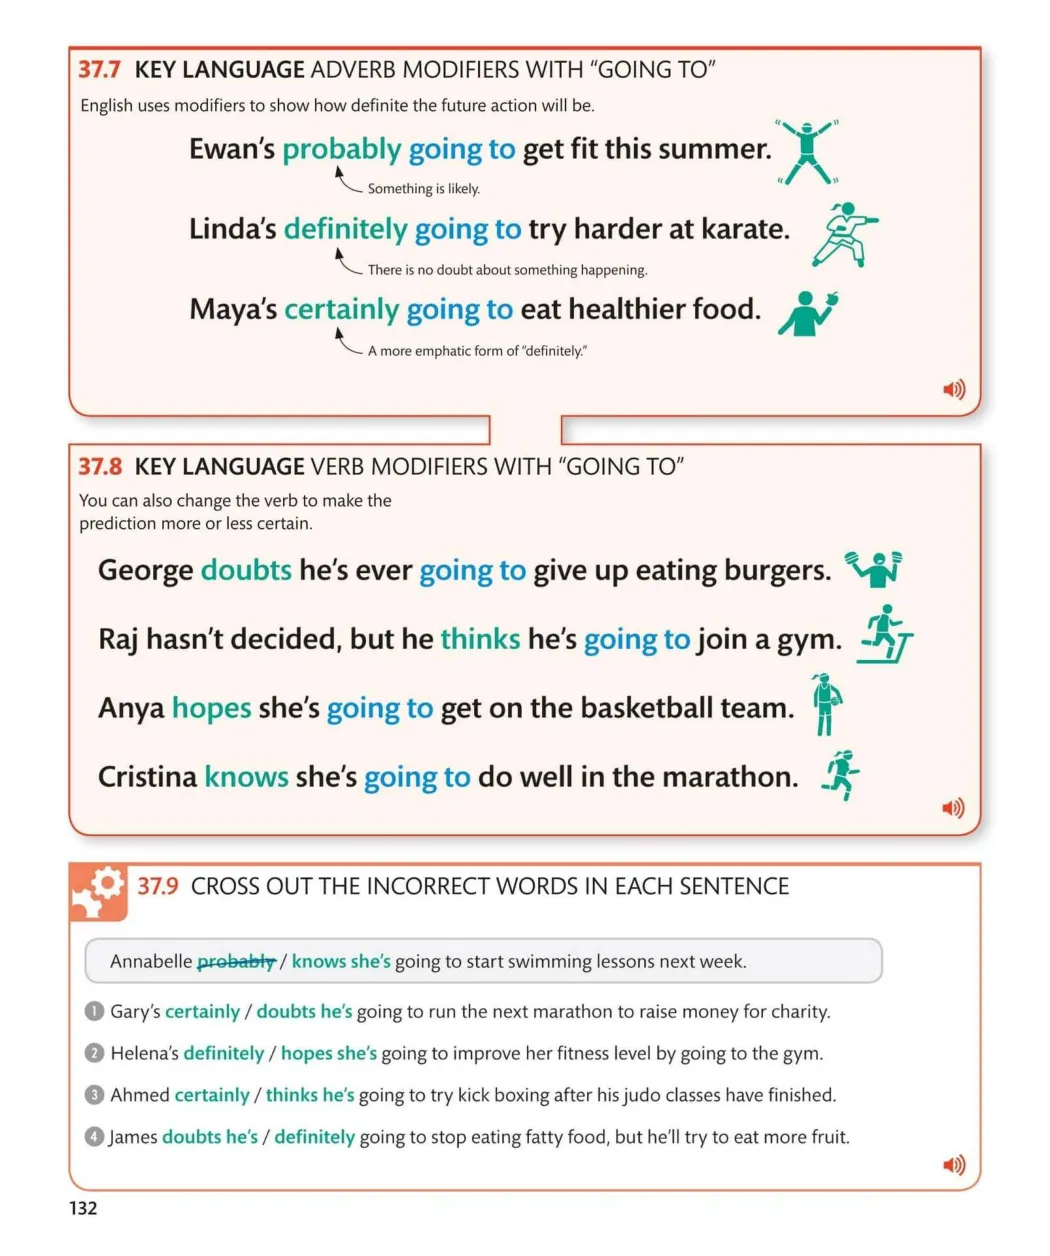 37.7 KEY LANGUAGE ADVERB MODIFIERS WITH “GOING TO”
English uses modifiers to show how definite the future action will be.
Ewan’s probably going to get fit this summer.
Something is likely.
Linda’s definitely going to try harder at karate.
There is no doubt about something happening.
Maya’s certainly going to eat healthier food.
A more emphatic form of “definitely.”
37.8 KEY LANGUAGE VERB MODIFIERS WITH “GOING TO”
You can also change the verb to make the
prediction more or less certain.
George doubts he’s ever going to give up eating burgers.
Raj hasn’t decided, but he thinks he’s going to join a gym.
Anya hopes she’s going to get on the basketball team.
Cristina knows she’s going to do well in the marathon.
37.9 CROSS OUT THE INCORRECT WORDS IN EACH SENTENCE
Annabelle probably / knows she’s going to start swimming lessons next week.
1 Gary’s certainly / doubts he’s going to run the next marathon to raise money for charity.
2 Helena’s definitely / hopes she’s going to improve her fitness level by going to the gym.
3 Ahmed certainly / thinks he’s going to try kick boxing after his judo classes have finished.
4 James doubts he’s / definitely going to stop eating fatty food, but he’ll try to eat more fruit.
132